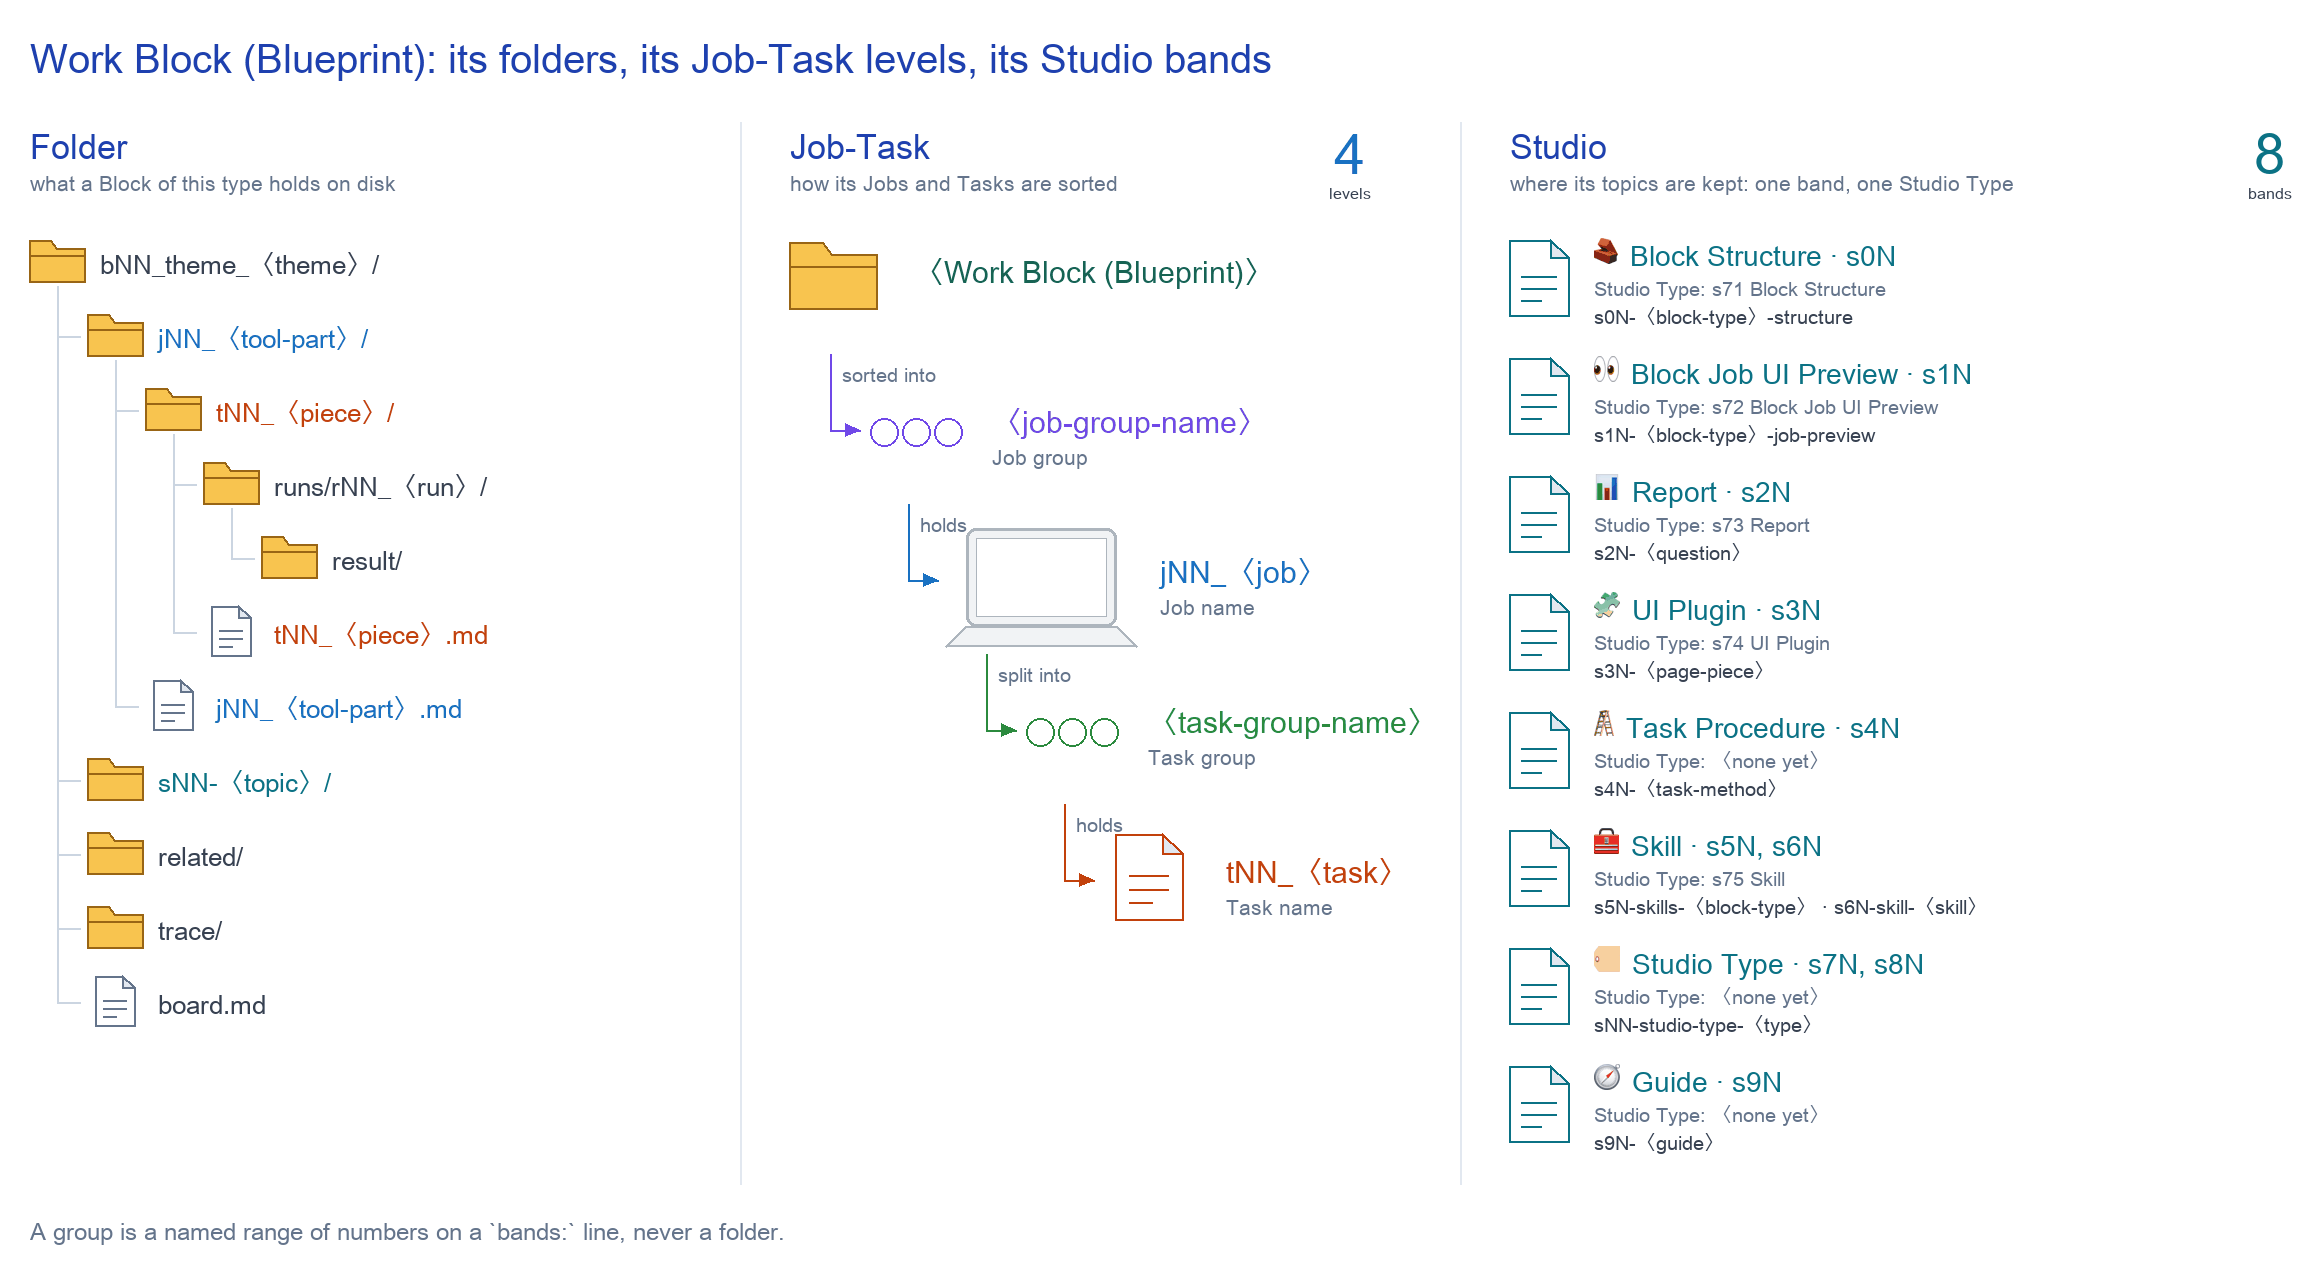 Work Block (Blueprint): its folders, its Job-Task levels, its Studio bands
Folder
what a Block of this type holds on disk
bNN_theme_〈theme〉/
jNN_〈tool-part〉/
tNN_〈piece〉/
runs/rNN_〈run〉/
result/
tNN_〈piece〉.md
jNN_〈tool-part〉.md
sNN-〈topic〉/
related/
trace/
board.md
Job-Task
how its Jobs and Tasks are sorted
4
levels
〈Work Block (Blueprint)〉
sorted into
〈job-group-name〉
Job group
holds
jNN_〈job〉
Job name
split into
〈task-group-name〉
Task group
holds
tNN_〈task〉
Task name
Studio
where its topics are kept: one band, one Studio Type
8
bands
Block Structure · s0N
Studio Type: s71 Block Structure
s0N-〈block-type〉-structure
Block Job UI Preview · s1N
Studio Type: s72 Block Job UI Preview
s1N-〈block-type〉-job-preview
Report · s2N
Studio Type: s73 Report
s2N-〈question〉
UI Plugin · s3N
Studio Type: s74 UI Plugin
s3N-〈page-piece〉
Task Procedure · s4N
Studio Type: 〈none yet〉
s4N-〈task-method〉
Skill · s5N, s6N
Studio Type: s75 Skill
s5N-skills-〈block-type〉 · s6N-skill-〈skill〉
Studio Type · s7N, s8N
Studio Type: 〈none yet〉
sNN-studio-type-〈type〉
Guide · s9N
Studio Type: 〈none yet〉
s9N-〈guide〉
A group is a named range of numbers on a `bands:` line, never a folder.